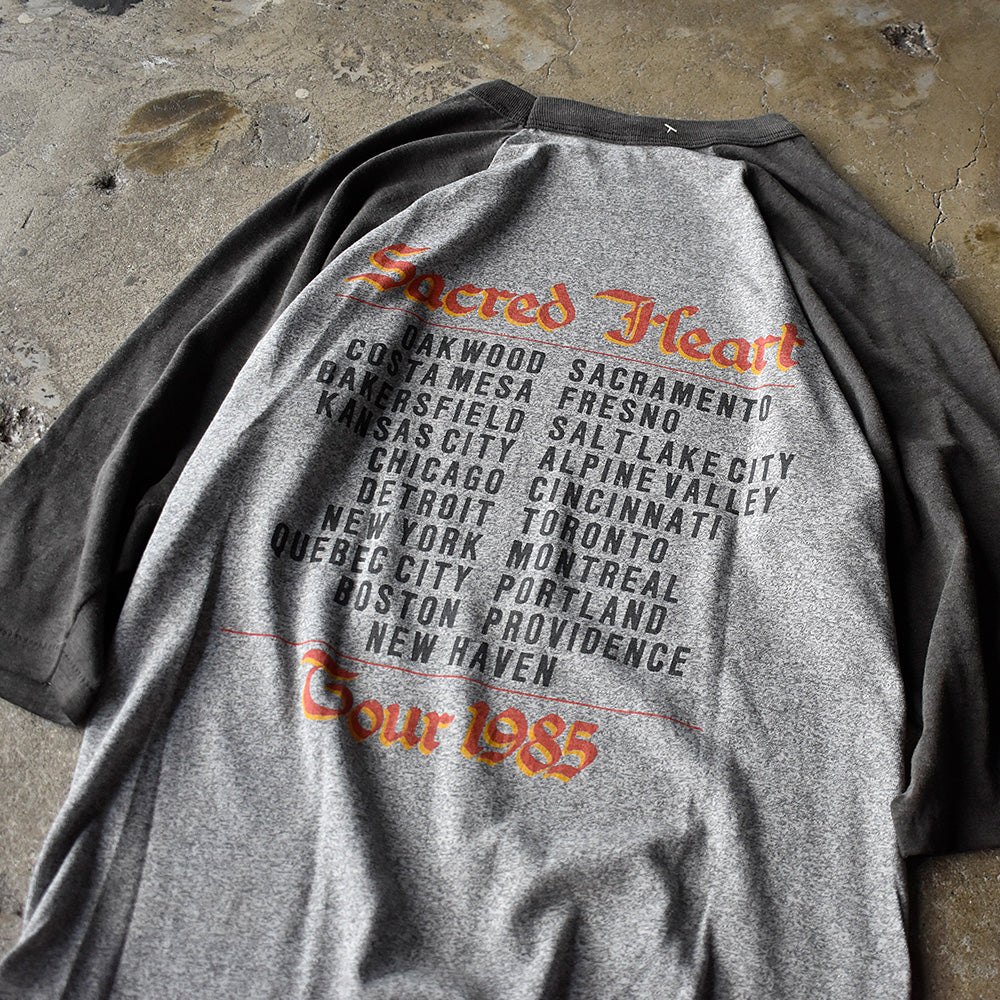 Sacred Heart
OAKWOOD SACRAMENTO
COSTA MESA FRESNO
BAKERSFIELD SALT LAKE CITY
KANSAS CITY ALPINE VALLEY
CHICAGO CINCINNATI
DETROIT TORONTO
NEW YORK MONTREAL
QUEBEC CITY PORTLAND
BOSTON PROVIDENCE
NEW HAVEN
Tour 1985